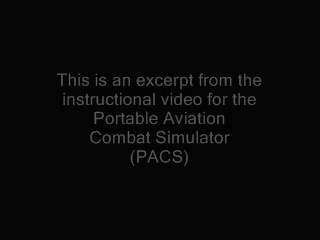 This is an excerpt from the
instructional video for the
Portable Aviation
Combat Simulator
(PACS)